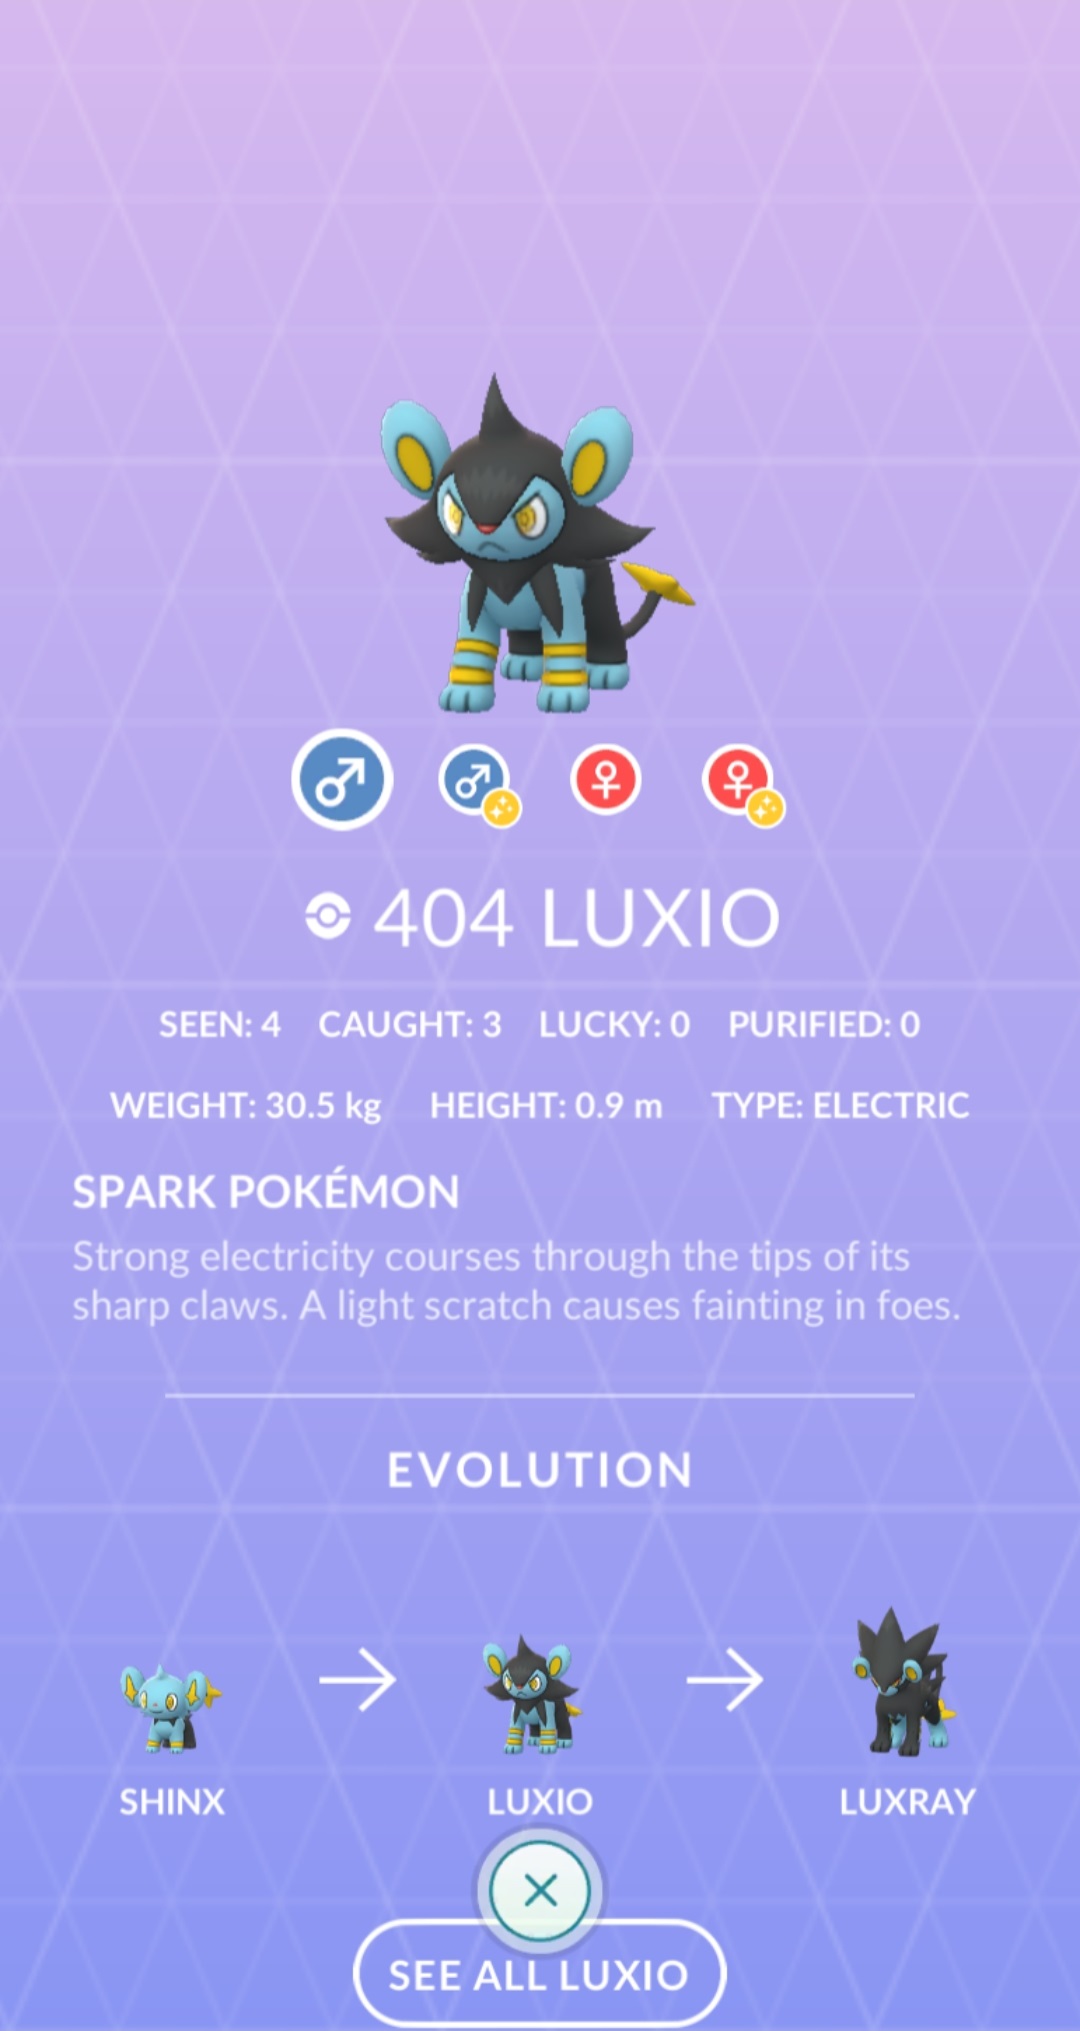 404 LUXIO
SEEN: 4 CAUGHT: 3 LUCKY: 0 PURIFIED: 0
WEIGHT: 30.5 kg HEIGHT: 0.9 m TYPE: ELECTRIC
SPARK POKÉMON
Strong electricity courses through the tips of its
sharp claws. A light scratch causes fainting in foes.
EVOLUTION
SHINX LUXIO LUXRAY
SEE ALL LUXIO